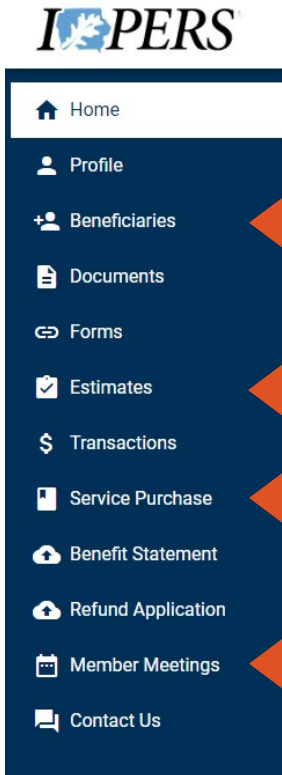 IPERS
Home
Profile
Beneficiaries
Documents
Forms
Estimates
$ Transactions
Service Purchase
Benefit Statement
Refund Application
Member Meetings
Contact Us